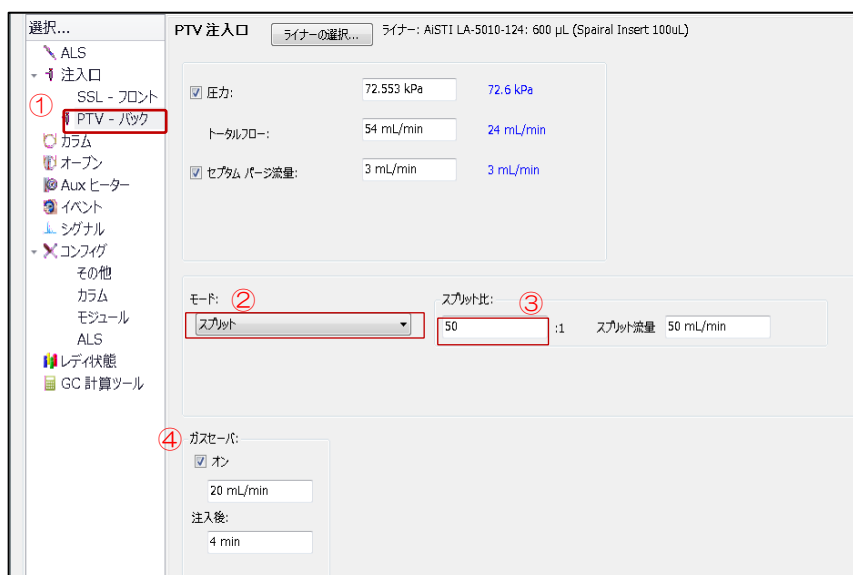 選択...
ALS
注入口
SSL - フロント
① PTV - バック
カラム
オーブン
Aux ヒーター
イベント
シグナル
コンフィグ
その他
カラム
モジュール
ALS
レディ状態
GC 計算ツール
PTV 注入口 ライナーの選択... ライナー: AiSTI LA-5010-124: 600 µL (Spairal Insert 100uL)
圧力: 72.553 kPa 72.6 kPa
トータルフロー: 54 mL/min 24 mL/min
セプタム パージ流量: 3 mL/min 3 mL/min
モード: ②
スプリット
スプリット比: ③
50 :1 スプリット流量 50 mL/min
④ ガスセーバ:
オン
20 mL/min
注入後:
4 min